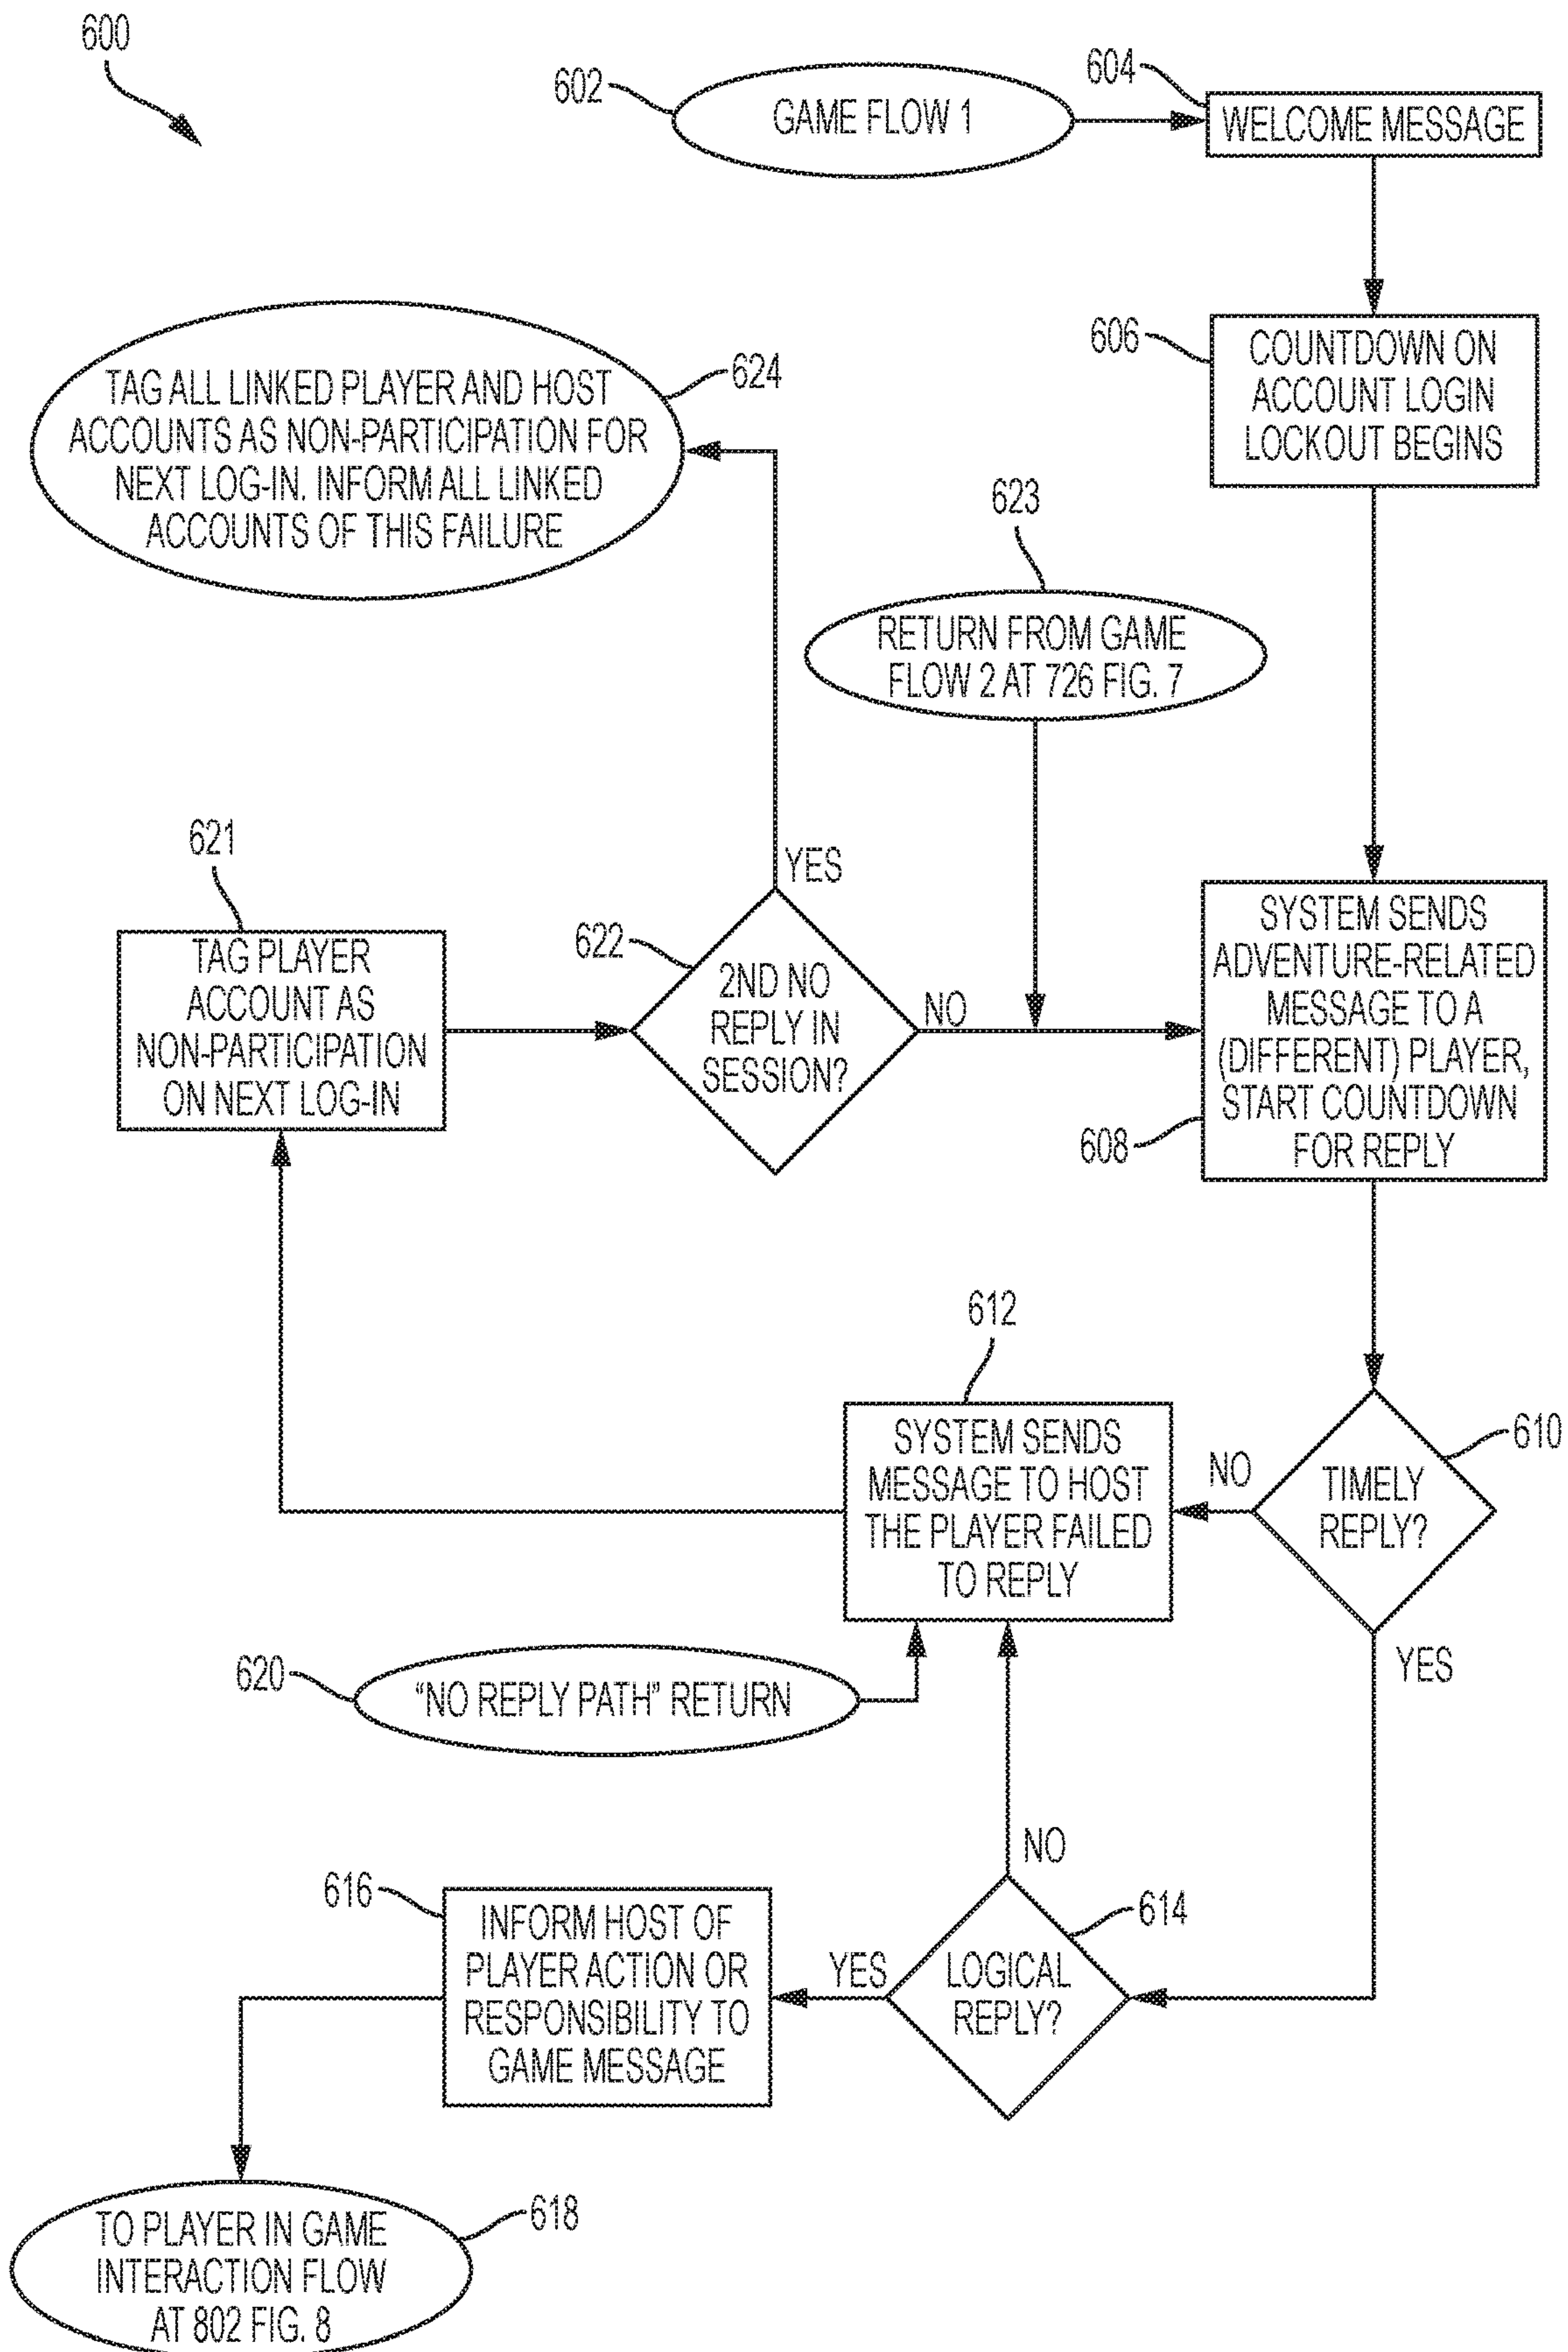 600
602
GAME FLOW 1
604
WELCOME MESSAGE
606
COUNTDOWN ON
ACCOUNT LOGIN
LOCKOUT BEGINS
624
TAG ALL LINKED PLAYER AND HOST
ACCOUNTS AS NON-PARTICIPATION FOR
NEXT LOG-IN. INFORM ALL LINKED
ACCOUNTS OF THIS FAILURE
623
RETURN FROM GAME
FLOW 2 AT 726 FIG. 7
621
TAG PLAYER
ACCOUNT AS
NON-PARTICIPATION
ON NEXT LOG-IN
622
YES
2ND NO
REPLY IN
SESSION?
NO
SYSTEM SENDS
ADVENTURE-RELATED
MESSAGE TO A
(DIFFERENT) PLAYER,
START COUNTDOWN
FOR REPLY
608
612
SYSTEM SENDS
MESSAGE TO HOST
THE PLAYER FAILED
TO REPLY
NO
610
TIMELY
REPLY?
YES
620
“NO REPLY PATH” RETURN
NO
616
INFORM HOST OF
PLAYER ACTION OR
RESPONSIBILITY TO
GAME MESSAGE
YES
614
LOGICAL
REPLY?
618
TO PLAYER IN GAME
INTERACTION FLOW
AT 802 FIG. 8